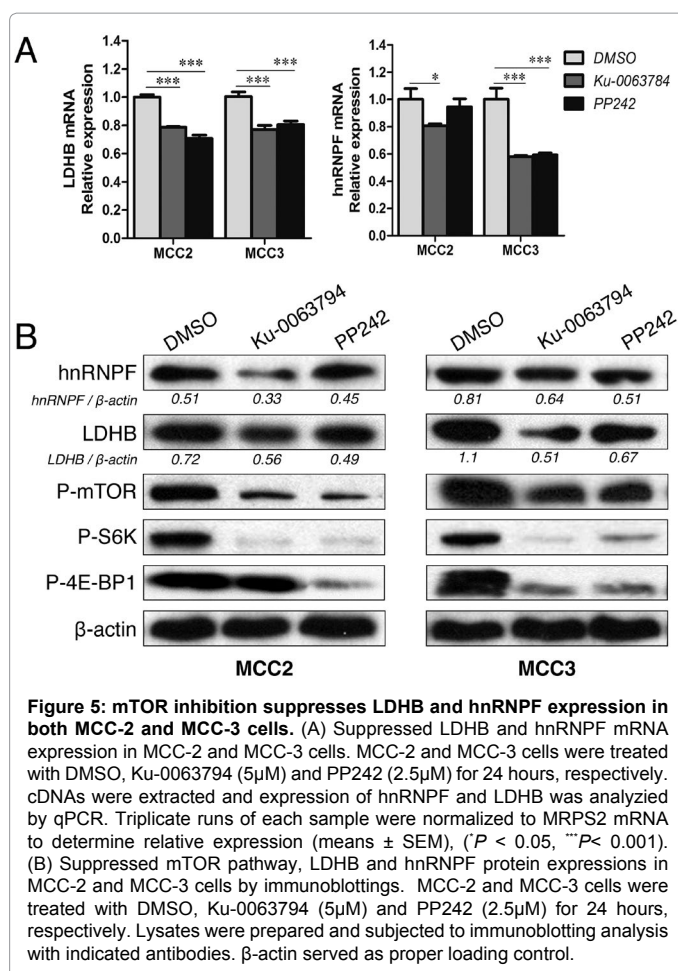 A
LDHB mRNA
Relative expression
1.4
1.2
1.0
0.8
0.6
0.4
0.2
0.0
***
***
***
***
MCC2 MCC3
hnRNPF mRNA
Relative expression
1.4
1.2
1.0
0.8
0.6
0.4
0.2
0.0
*
***
***
MCC2 MCC3
DMSO
Ku-0063784
PP242
B
DMSO Ku-0063794 PP242 DMSO Ku-0063794 PP242
hnRNPF
hnRNPF / β-actin 0.51 0.33 0.45 0.81 0.64 0.51
LDHB
LDHB / β-actin 0.72 0.56 0.49 1.1 0.51 0.67
P-mTOR
P-S6K
P-4E-BP1
β-actin
MCC2 MCC3
Figure 5: mTOR inhibition suppresses LDHB and hnRNPF expression in
both MCC-2 and MCC-3 cells. (A) Suppressed LDHB and hnRNPF mRNA
expression in MCC-2 and MCC-3 cells. MCC-2 and MCC-3 cells were treated
with DMSO, Ku-0063794 (5µM) and PP242 (2.5µM) for 24 hours, respectively.
cDNAs were extracted and expression of hnRNPF and LDHB was analyzied
by qPCR. Triplicate runs of each sample were normalized to MRPS2 mRNA
to determine relative expression (means ± SEM), (*P < 0.05, ***P< 0.001).
(B) Suppressed mTOR pathway, LDHB and hnRNPF protein expressions in
MCC-2 and MCC-3 cells by immunoblottings. MCC-2 and MCC-3 cells were
treated with DMSO, Ku-0063794 (5µM) and PP242 (2.5µM) for 24 hours,
respectively. Lysates were prepared and subjected to immunoblotting analysis
with indicated antibodies. β-actin served as proper loading control.